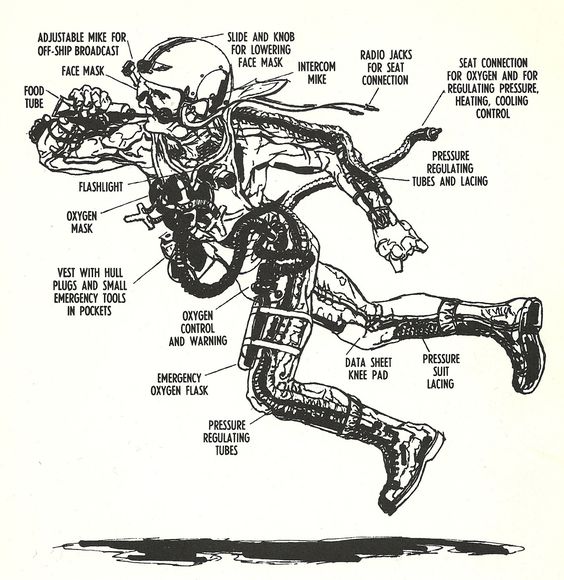 ADJUSTABLE MIKE FOR
OFF-SHIP BROADCAST
SLIDE AND KNOB
FOR LOWERING
FACE MASK
FACE MASK
INTERCOM
MIKE
RADIO JACKS
FOR SEAT
CONNECTION
SEAT CONNECTION
FOR OXYGEN AND FOR
REGULATING PRESSURE,
HEATING, COOLING
CONTROL
FOOD
TUBE
PRESSURE
REGULATING
TUBES AND LACING
FLASHLIGHT
OXYGEN
MASK
VEST WITH HULL
PLUGS AND SMALL
EMERGENCY TOOLS
IN POCKETS
OXYGEN
CONTROL
AND WARNING
DATA SHEET
KNEE PAD
PRESSURE
SUIT
LACING
EMERGENCY
OXYGEN FLASK
PRESSURE
REGULATING
TUBES